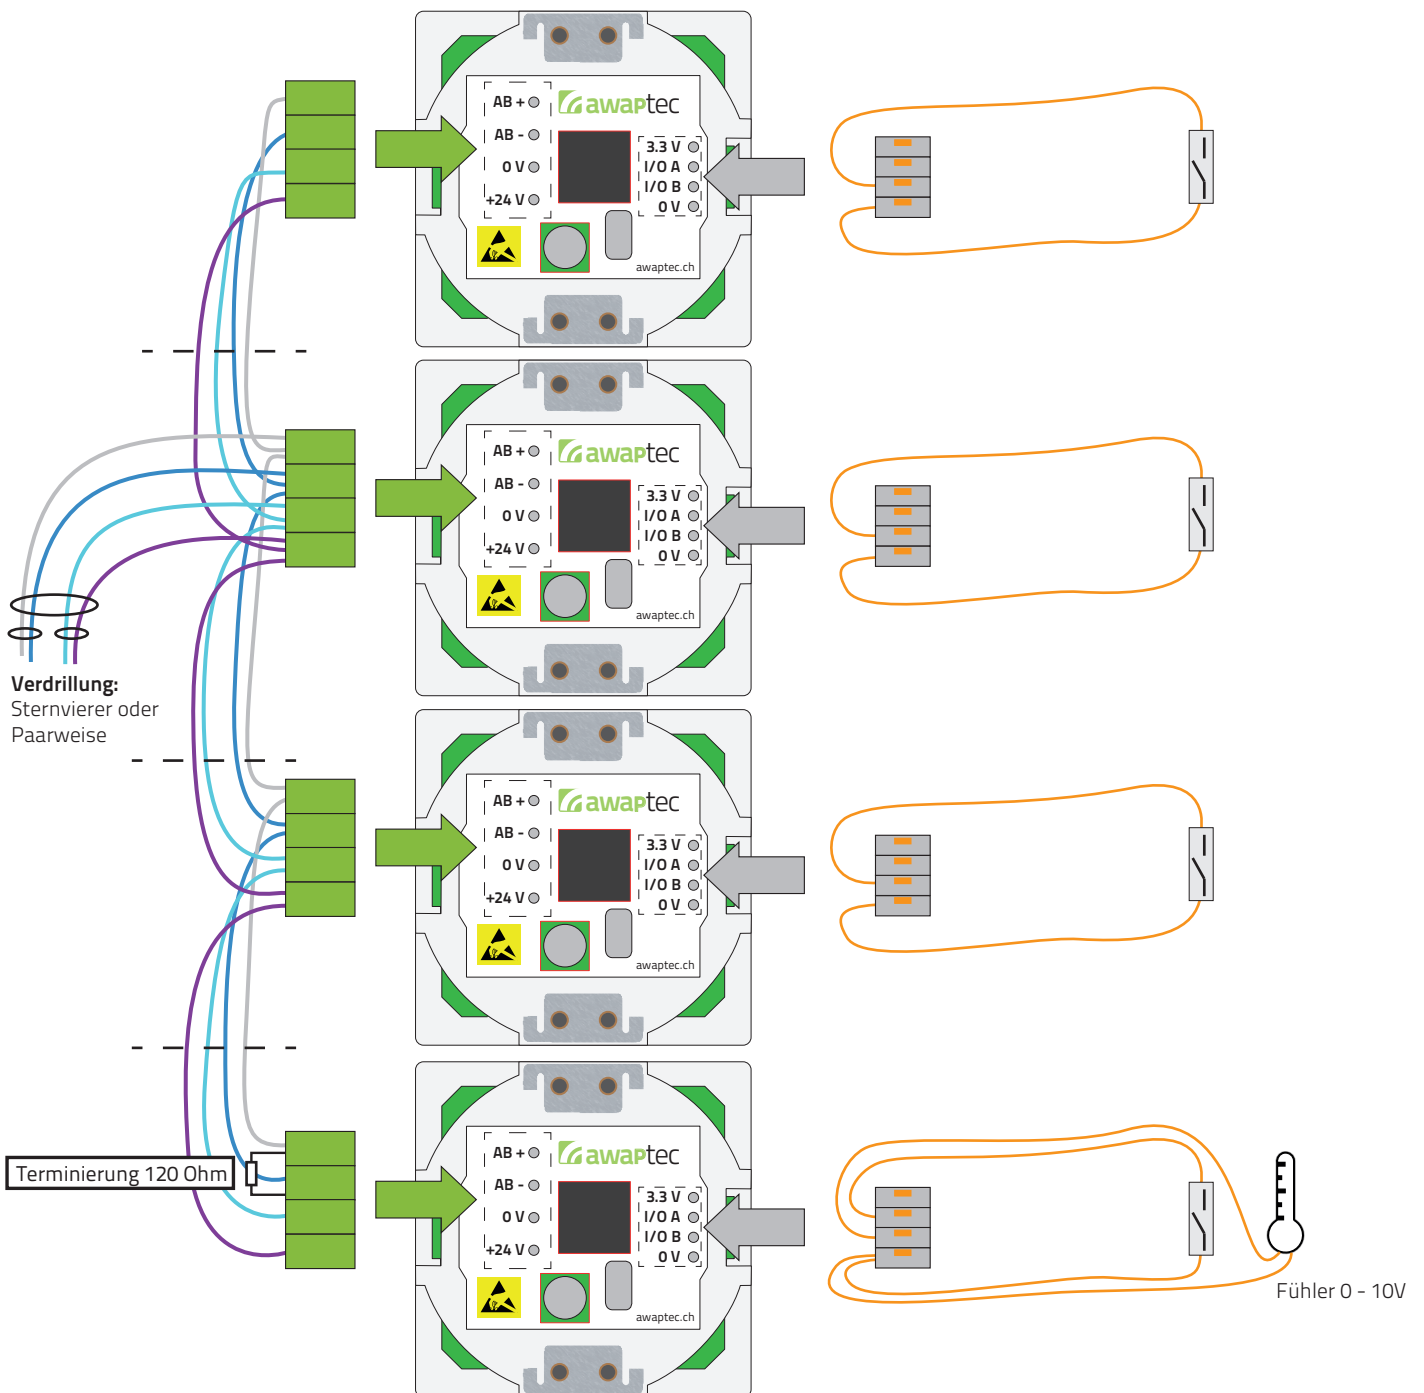 AB +
awaptec
AB -
0 V
+24 V
3.3 V
I/O A
I/O B
0 V
awaptec.ch
AB +
awaptec
AB -
0 V
+24 V
3.3 V
I/O A
I/O B
0 V
awaptec.ch
Verdrillung:
Sternvierer oder
Paarweise
AB +
awaptec
AB -
0 V
+24 V
3.3 V
I/O A
I/O B
0 V
awaptec.ch
Terminierung 120 Ohm
AB +
awaptec
AB -
0 V
+24 V
3.3 V
I/O A
I/O B
0 V
awaptec.ch
Fühler 0 - 10V